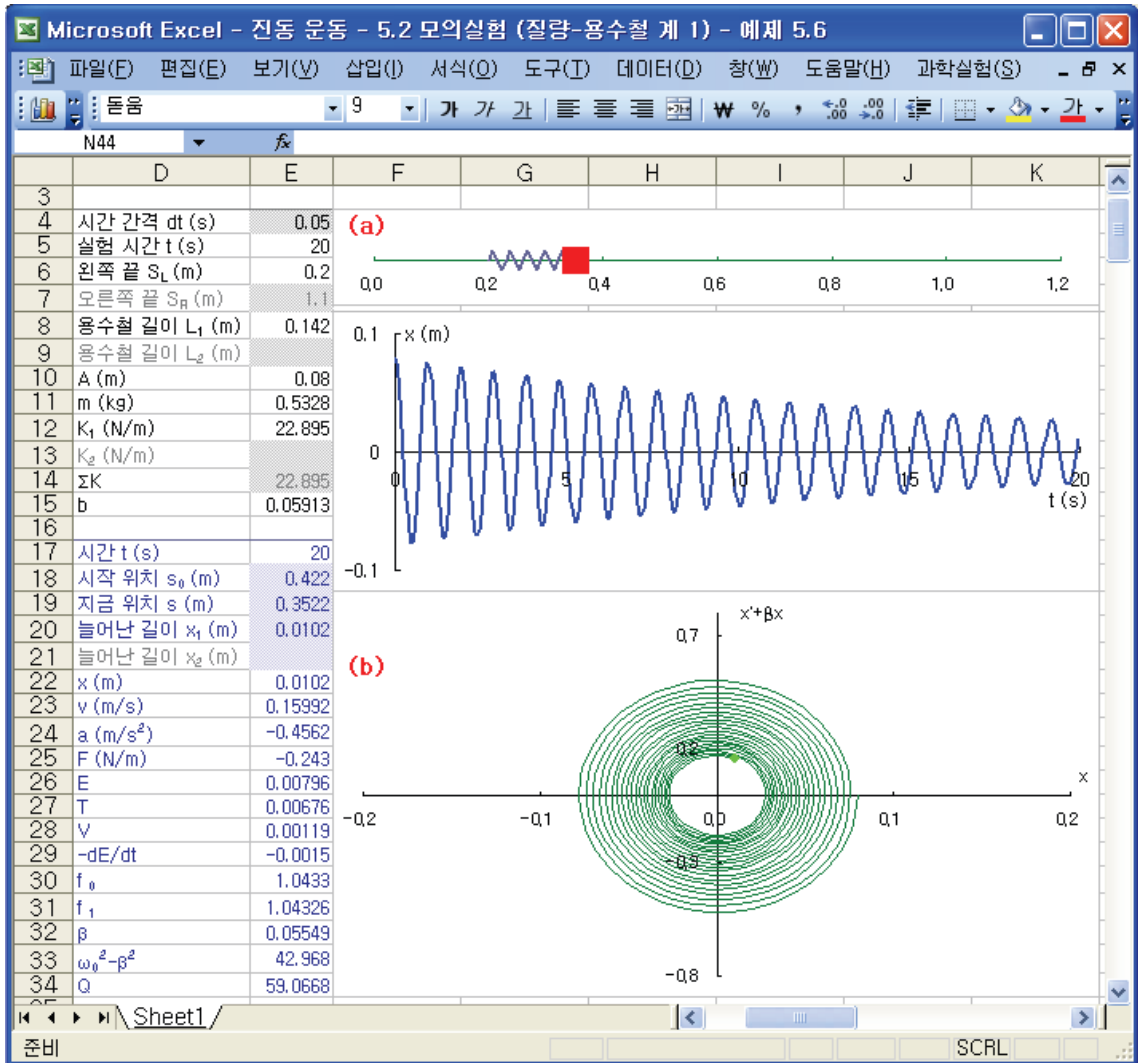 Microsoft Excel - 진동 운동 - 5.2 모의실험 (질량-용수철 계 1) - 예제 5.6
파일(F) 편집(E) 보기(V) 삽입(I) 서식(O) 도구(T) 데이터(D) 창(W) 도움말(H) 과학실험(S)
돋움 9 가 가 가 ₩ % ,
N44 fx
D E F G H I J K
3
4 시간 간격 dt (s) 0.05
5 실험 시간 t (s) 20
6 왼쪽 끝 S_L (m) 0.2
7 오른쪽 끝 S_R (m) 1.1
8 용수철 길이 L₁ (m) 0.142
9 용수철 길이 L₂ (m)
10 A (m) 0.08
11 m (kg) 0.5328
12 K₁ (N/m) 22.895
13 K₂ (N/m)
14 ΣK 22.895
15 b 0.05913
16
17 시간 t (s) 20
18 시작 위치 s₀ (m) 0.422
19 지금 위치 s (m) 0.3522
20 늘어난 길이 x₁ (m) 0.0102
21 늘어난 길이 x₂ (m)
22 x (m) 0.0102
23 v (m/s) 0.15992
24 a (m/s²) -0.4562
25 F (N/m) -0.243
26 E 0.00796
27 T 0.00676
28 V 0.00119
29 -dE/dt -0.0015
30 f₀ 1.0433
31 f₁ 1.04326
32 β 0.05549
33 ω₀²-β² 42.968
34 Q 59.0668
(a)
0.0 0.2 0.4 0.6 0.8 1.0 1.2
0.1 x (m)
0
0 5 10 15 20
t (s)
-0.1
(b)
x'+βx
0.7
0.2
x
-0.2 -0.1 0.0 0.1 0.2
-0.3
-0.8
Sheet1
준비 SCRL